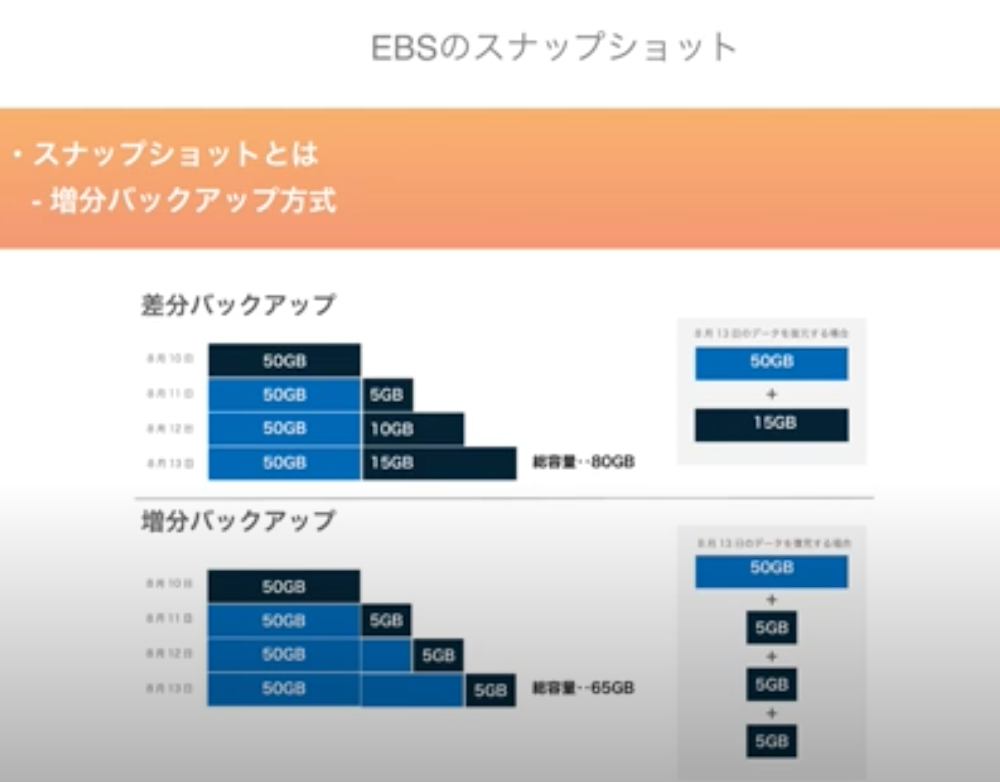 EBSのスナップショット
・スナップショットとは
- 増分バックアップ方式
差分バックアップ
8月10日
50GB
8月11日
50GB 5GB
8月12日
50GB 10GB
8月13日
50GB 15GB 総容量‥80GB
8月13日のデータを復元する場合
50GB
+
15GB
増分バックアップ
8月10日
50GB
8月11日
50GB 5GB
8月12日
50GB 5GB
8月13日
50GB 5GB 総容量‥65GB
8月13日のデータを復元する場合
50GB
+
5GB
+
5GB
+
5GB